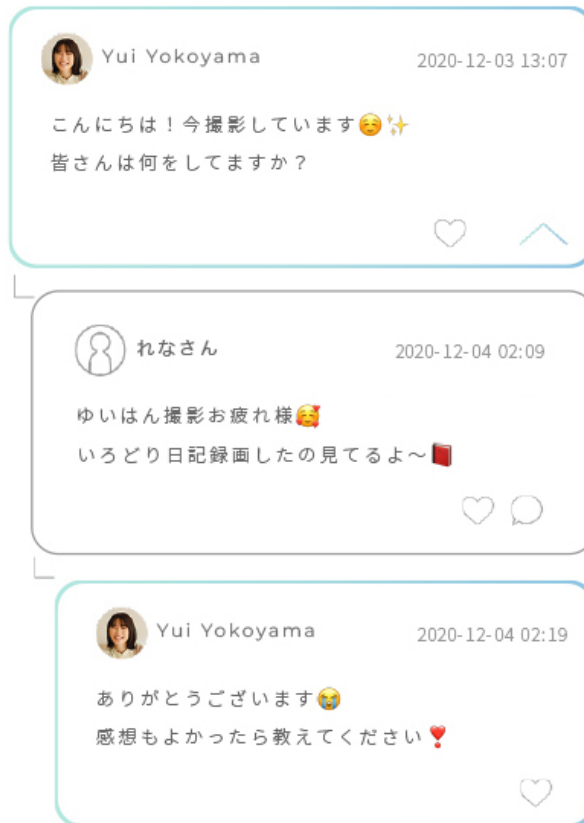 Yui Yokoyama
2020-12-03 13:07
こんにちは！今撮影しています☺️✨
皆さんは何をしてますか？
れなさん
2020-12-04 02:09
ゆいはん撮影お疲れ様🥰
いろどり日記録画したの見てるよ〜📕
Yui Yokoyama
2020-12-04 02:19
ありがとうございます😭
感想もよかったら教えてください❣️